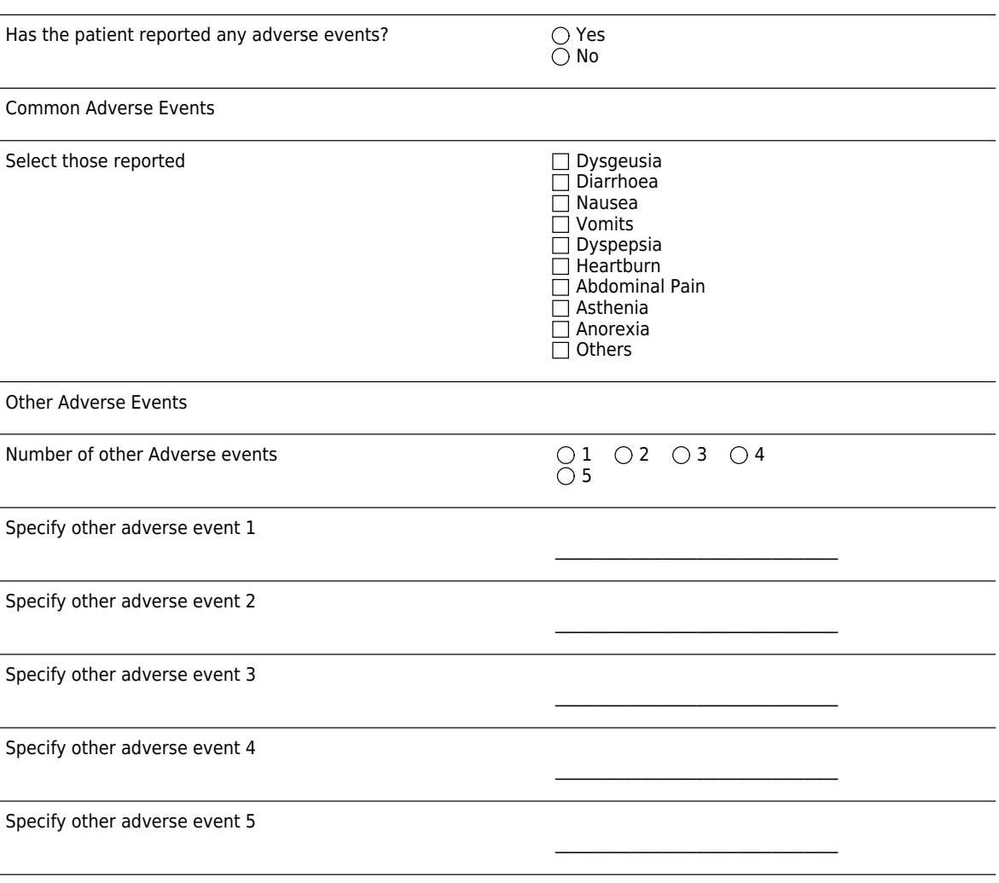 Has the patient reported any adverse events?
Yes
No
Common Adverse Events
Select those reported
Dysgeusia
Diarrhoea
Nausea
Vomits
Dyspepsia
Heartburn
Abdominal Pain
Asthenia
Anorexia
Others
Other Adverse Events
Number of other Adverse events
1 2 3 4
5
Specify other adverse event 1
Specify other adverse event 2
Specify other adverse event 3
Specify other adverse event 4
Specify other adverse event 5